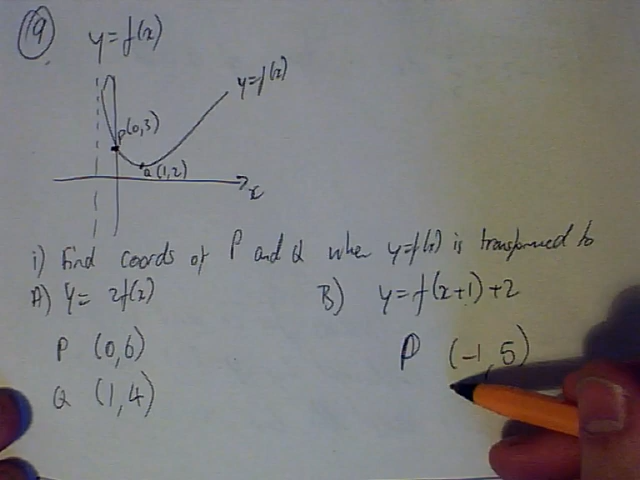 19
y=f(x)
y=f(x)
P(0,3)
Q(1,2)
x
i) Find coords of P and Q when y=f(x) is transformed to
A) y= 2f(x)
B) y=f(x+1)+2
P (0,6)
P (-1,5)
Q (1,4)